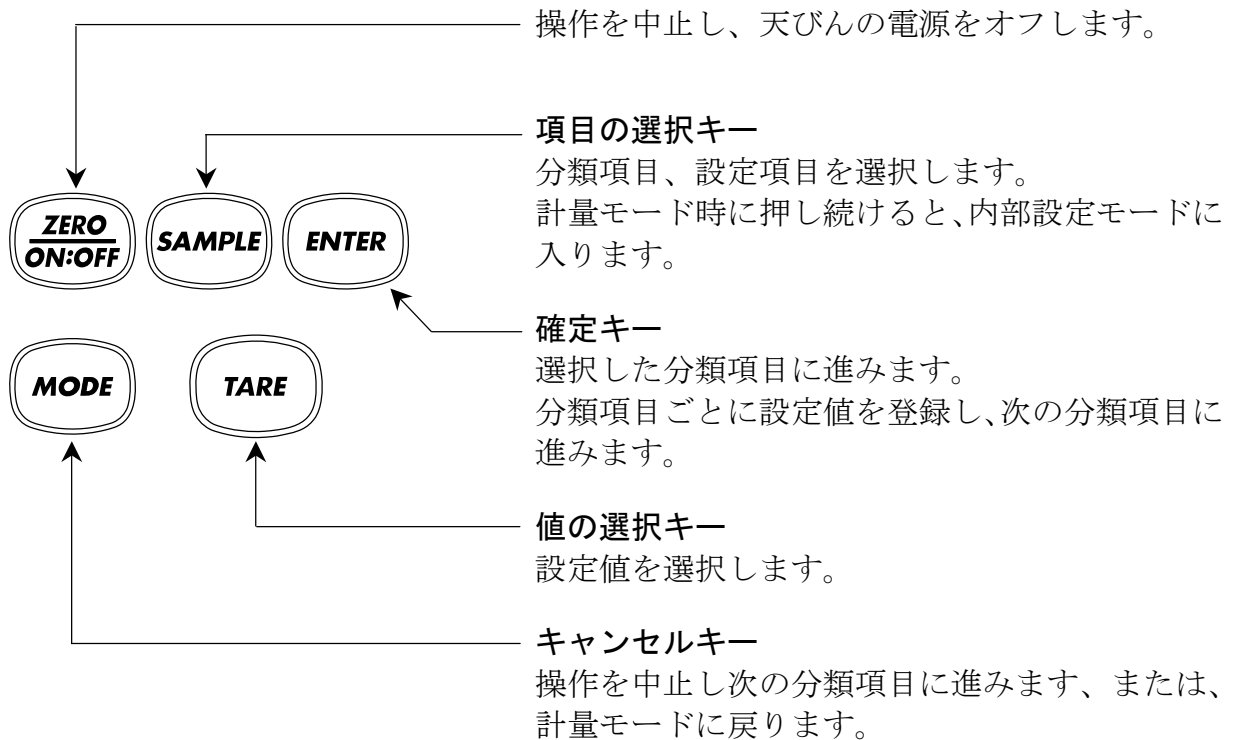 操作を中止し、天びんの電源をオフします。
項目の選択キー
分類項目、設定項目を選択します。
計量モード時に押し続けると、内部設定モードに
入ります。
ZERO
ON:OFF
SAMPLE
ENTER
確定キー
選択した分類項目に進みます。
分類項目ごとに設定値を登録し、次の分類項目に
進みます。
MODE
TARE
値の選択キー
設定値を選択します。
キャンセルキー
操作を中止し次の分類項目に進みます、または、
計量モードに戻ります。